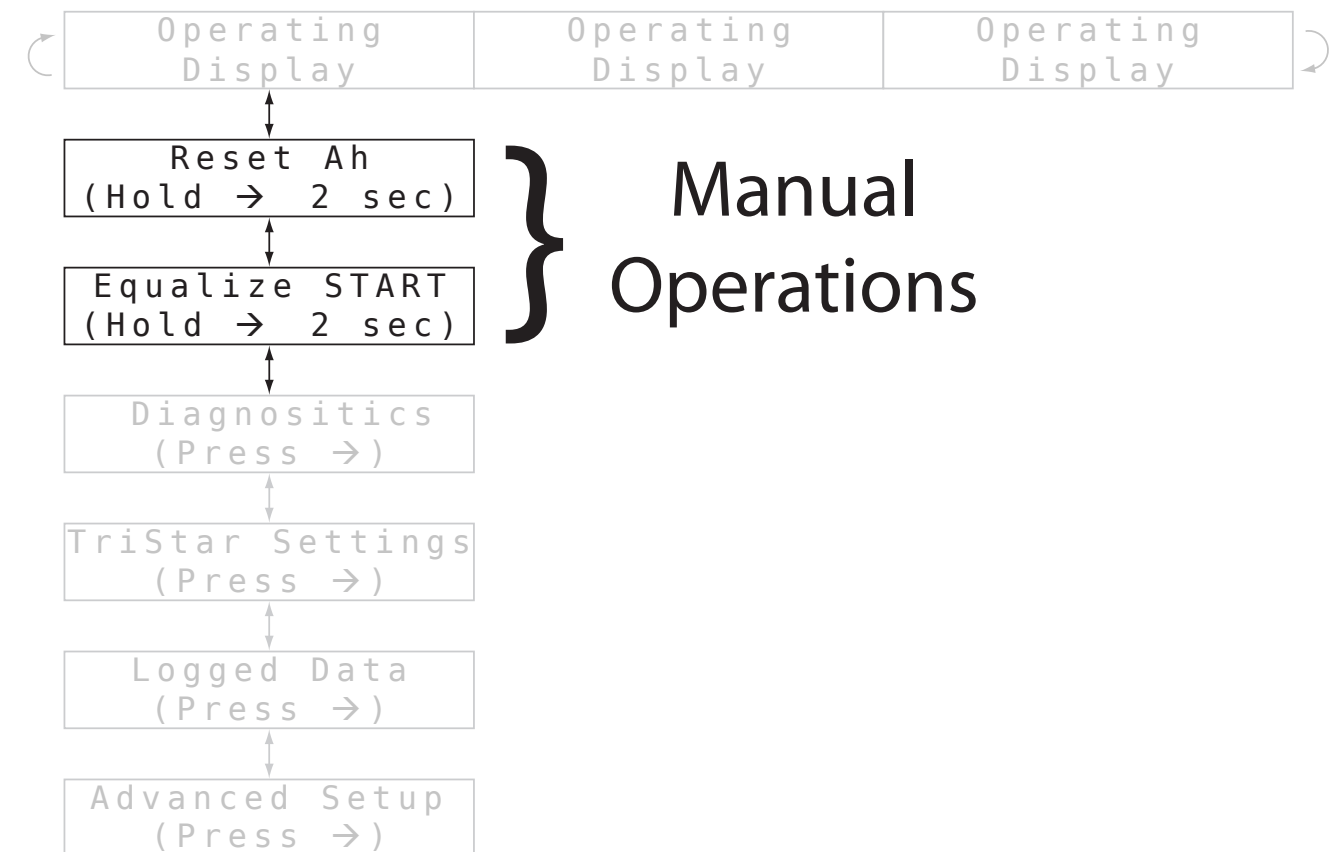 Operating Operating Operating
Display Display Display
Reset Ah
(Hold → 2 sec)
Equalize START
(Hold → 2 sec)
Manual
Operations
Diagnositics
(Press →)
TriStar Settings
(Press →)
Logged Data
(Press →)
Advanced Setup
(Press →)